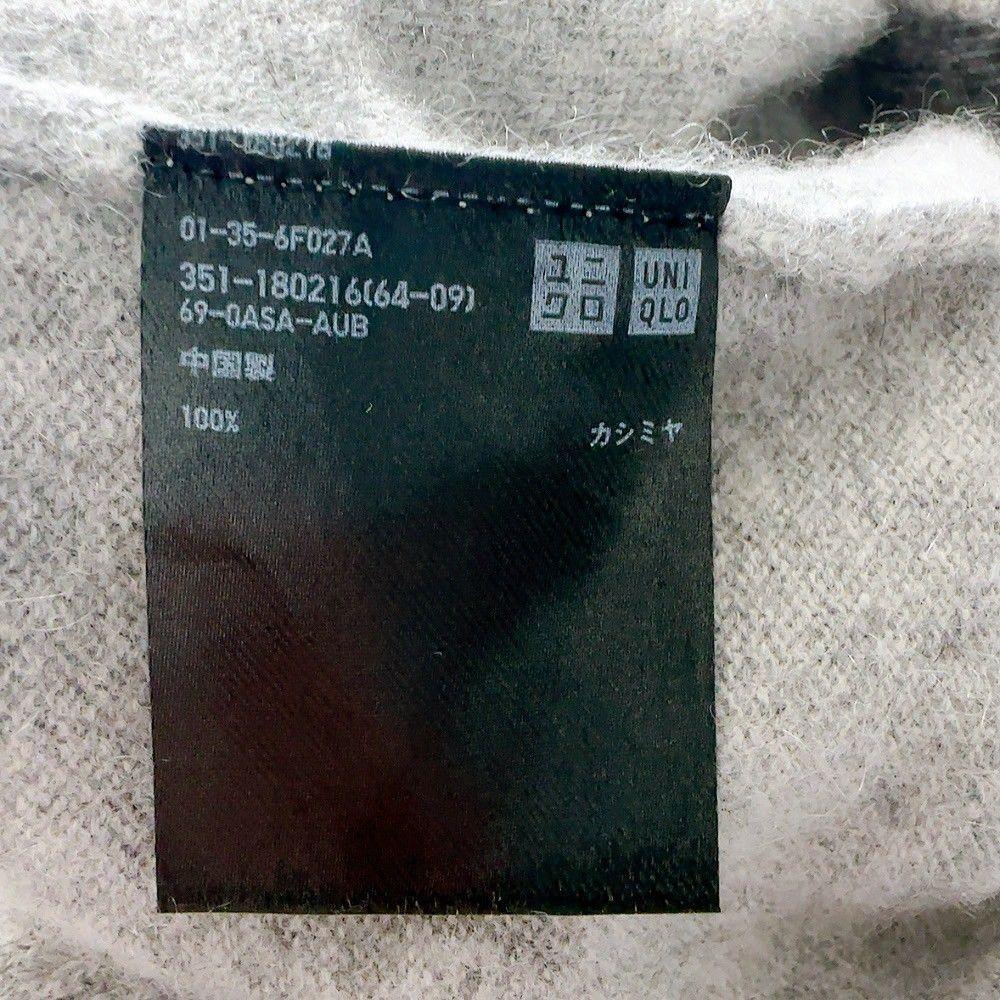 01-35-6F027A
351-180216(64-09)
69-0ASA-AUB
ユニ
クロ
UNI
QLO
中国製
100% カシミヤ